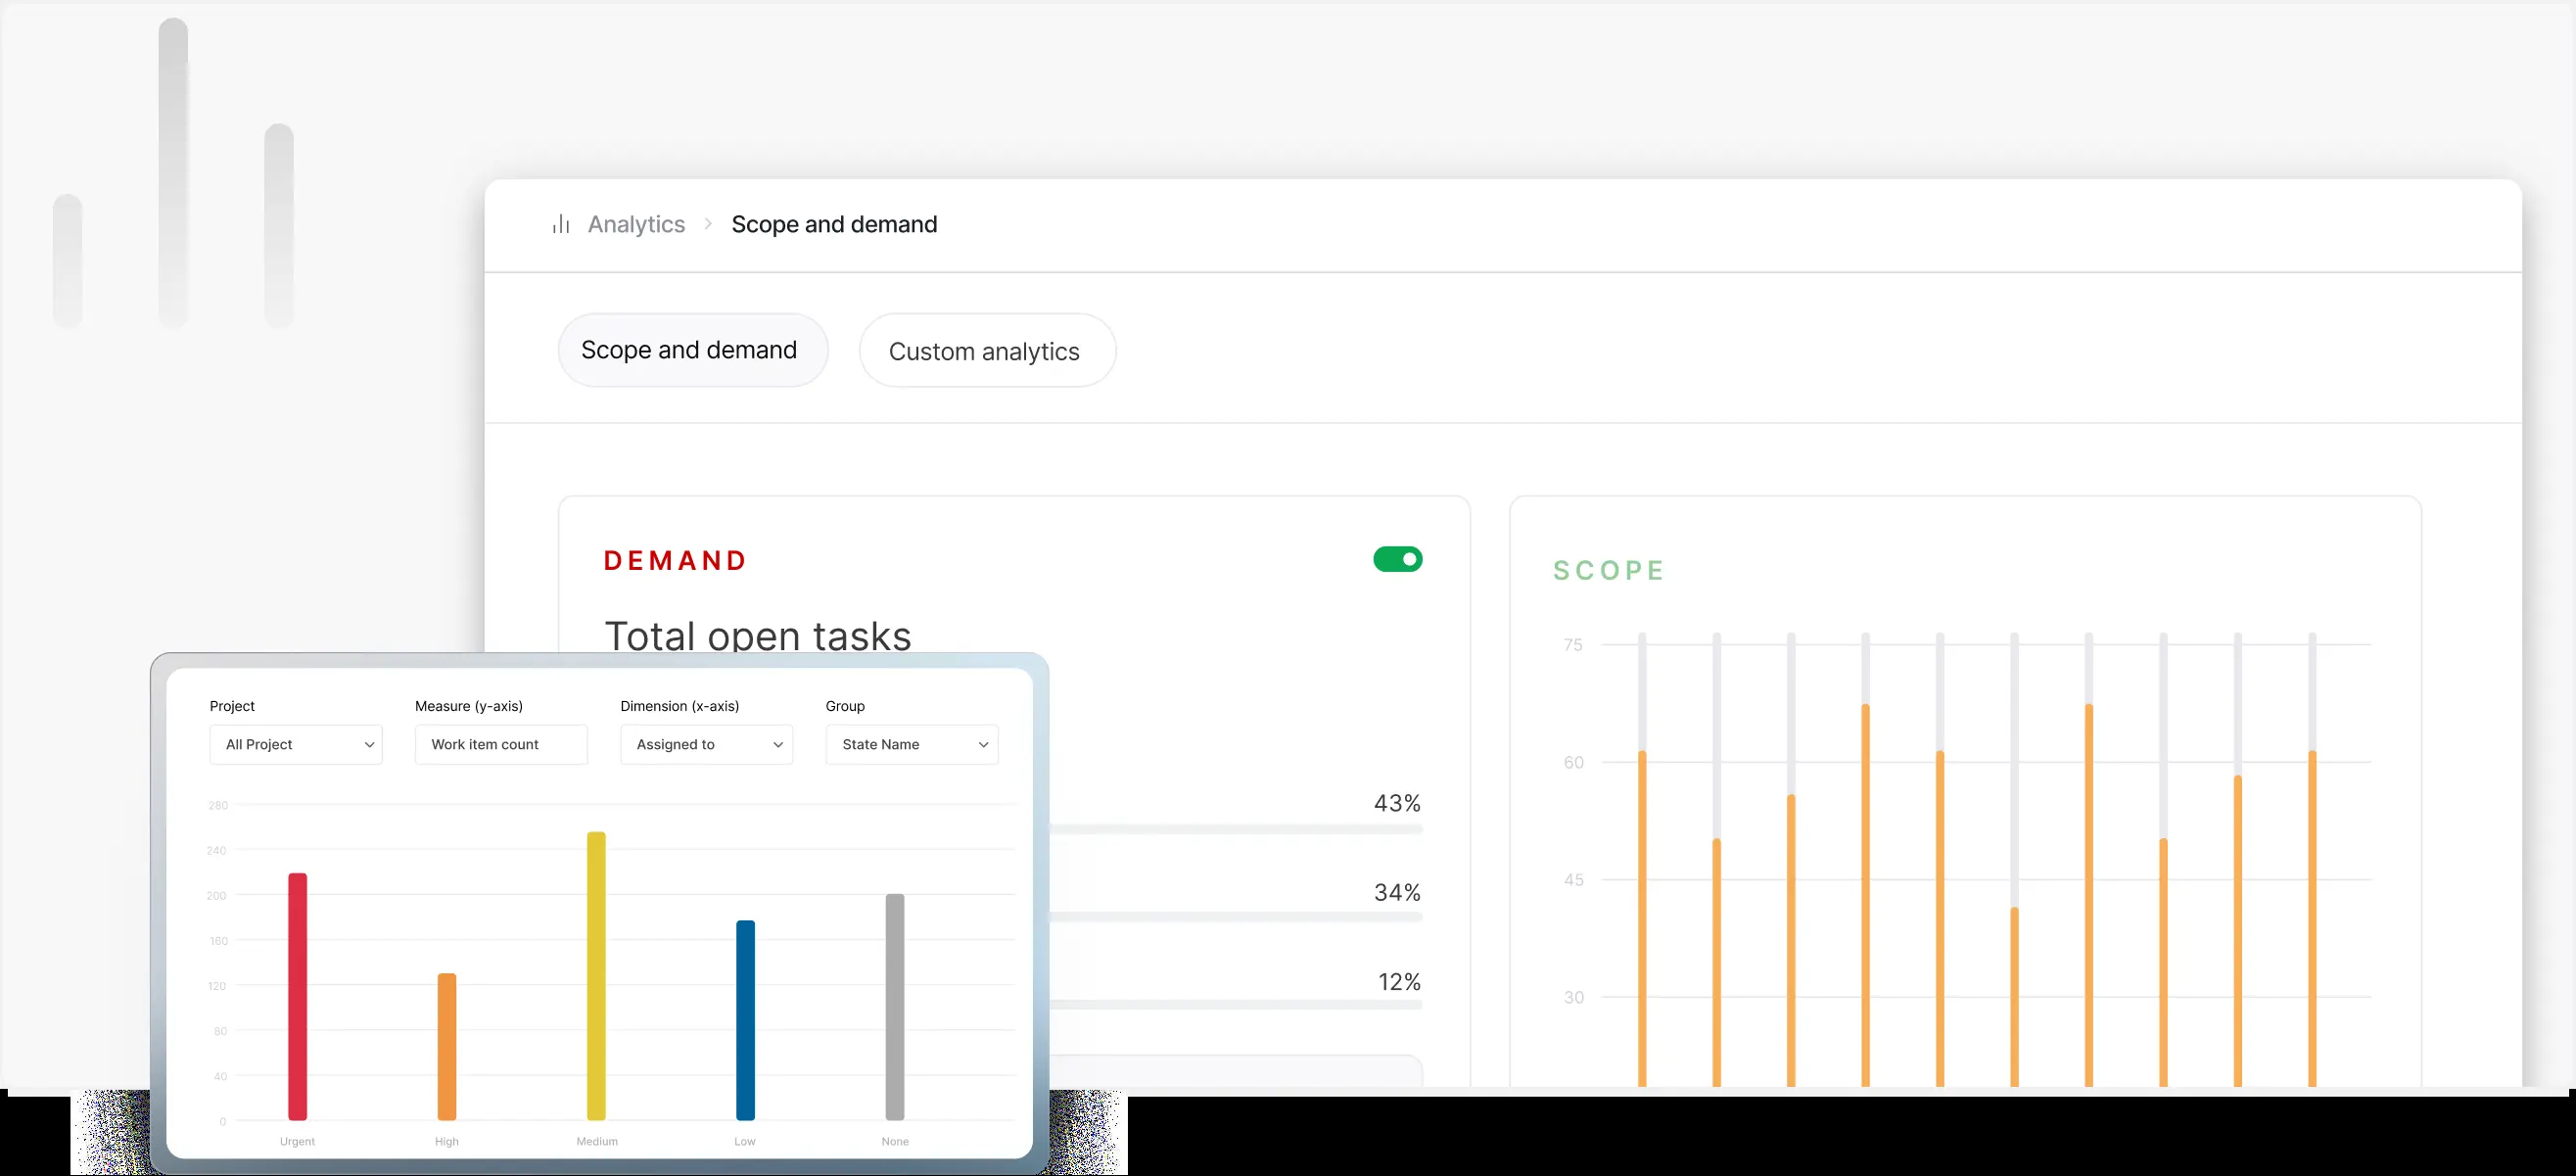 Analytics > Scope and demand
Scope and demand
Custom analytics
DEMAND
Total open tasks
43%
34%
12%
SCOPE
75
60
45
30
Project
Measure (y-axis)
Dimension (x-axis)
Group
All Project
Work item count
Assigned to
State Name
280
240
200
160
120
80
40
0
Urgent
High
Medium
Low
None